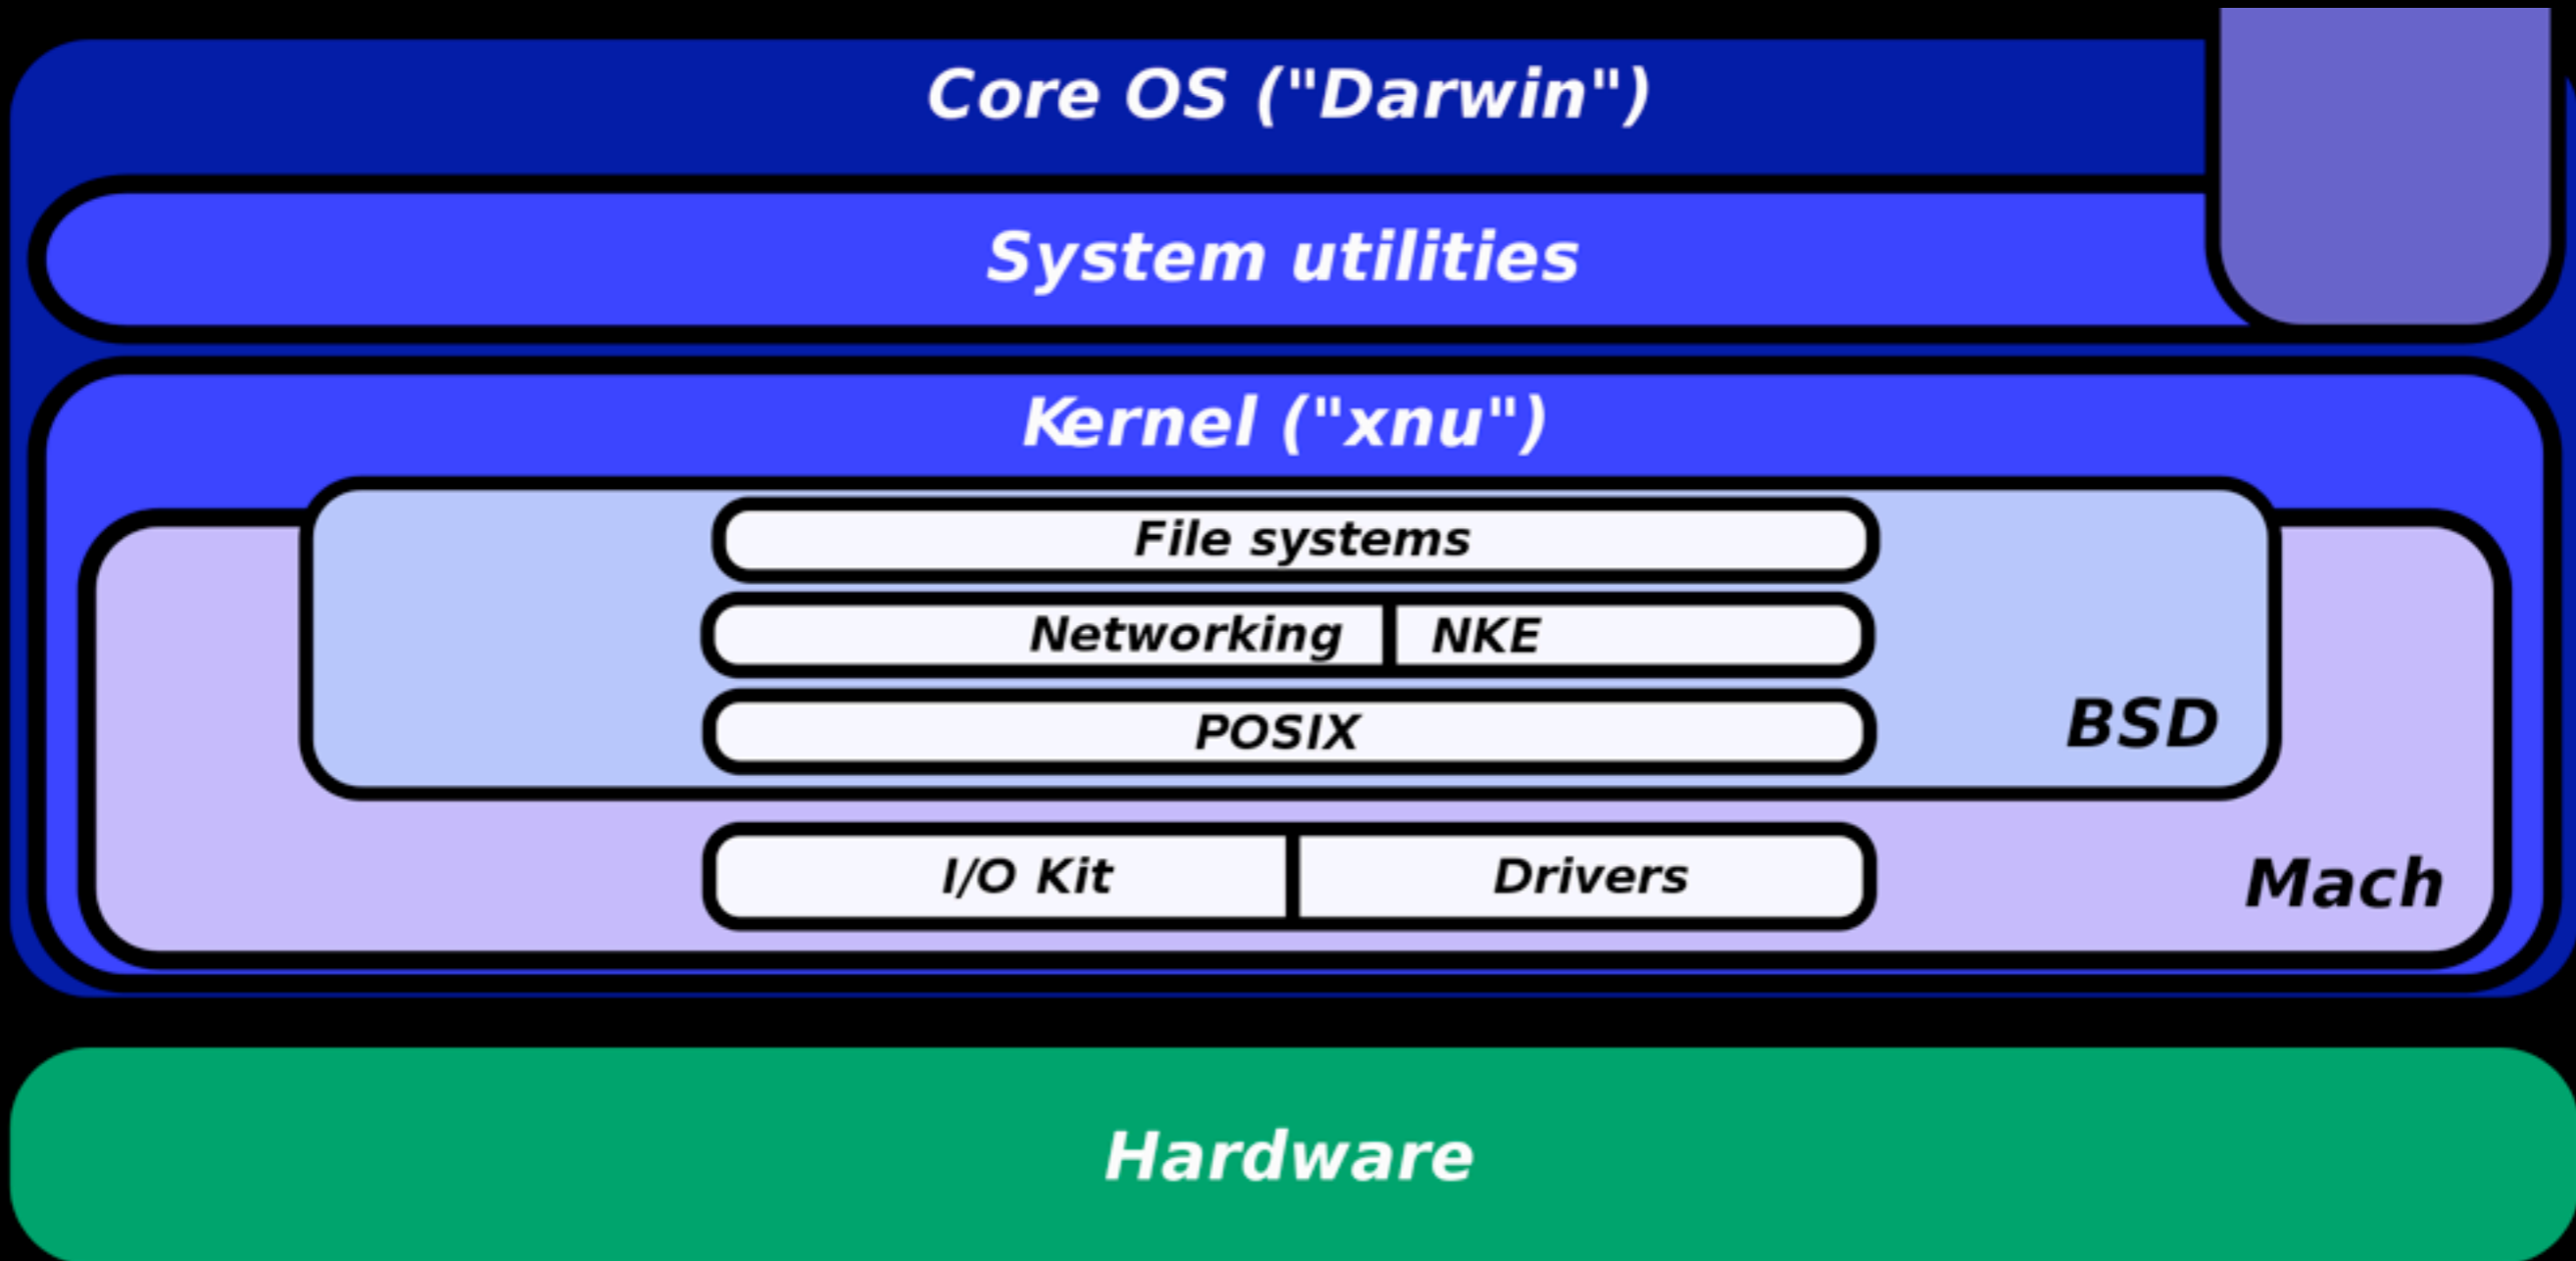 Core OS ("Darwin")
System utilities
Kernel ("xnu")
File systems
Networking NKE
POSIX
BSD
I/O Kit Drivers
Mach
Hardware